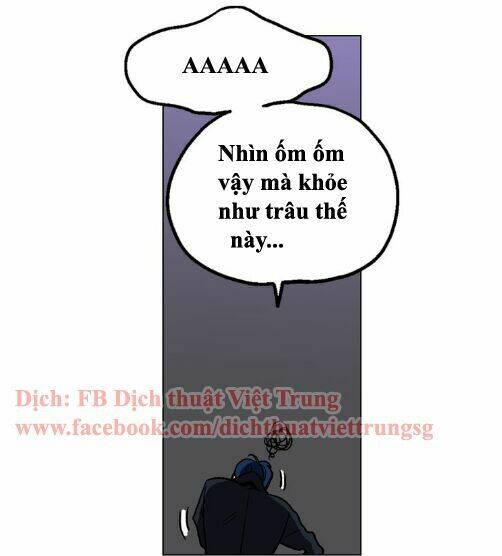 AAAAA
Nhìn ốm ốm
vậy mà khỏe
như trâu thế
này...
Dịch: FB Dịch thuật Việt Trung
www.facebook.com/dichthuatviettrungsg